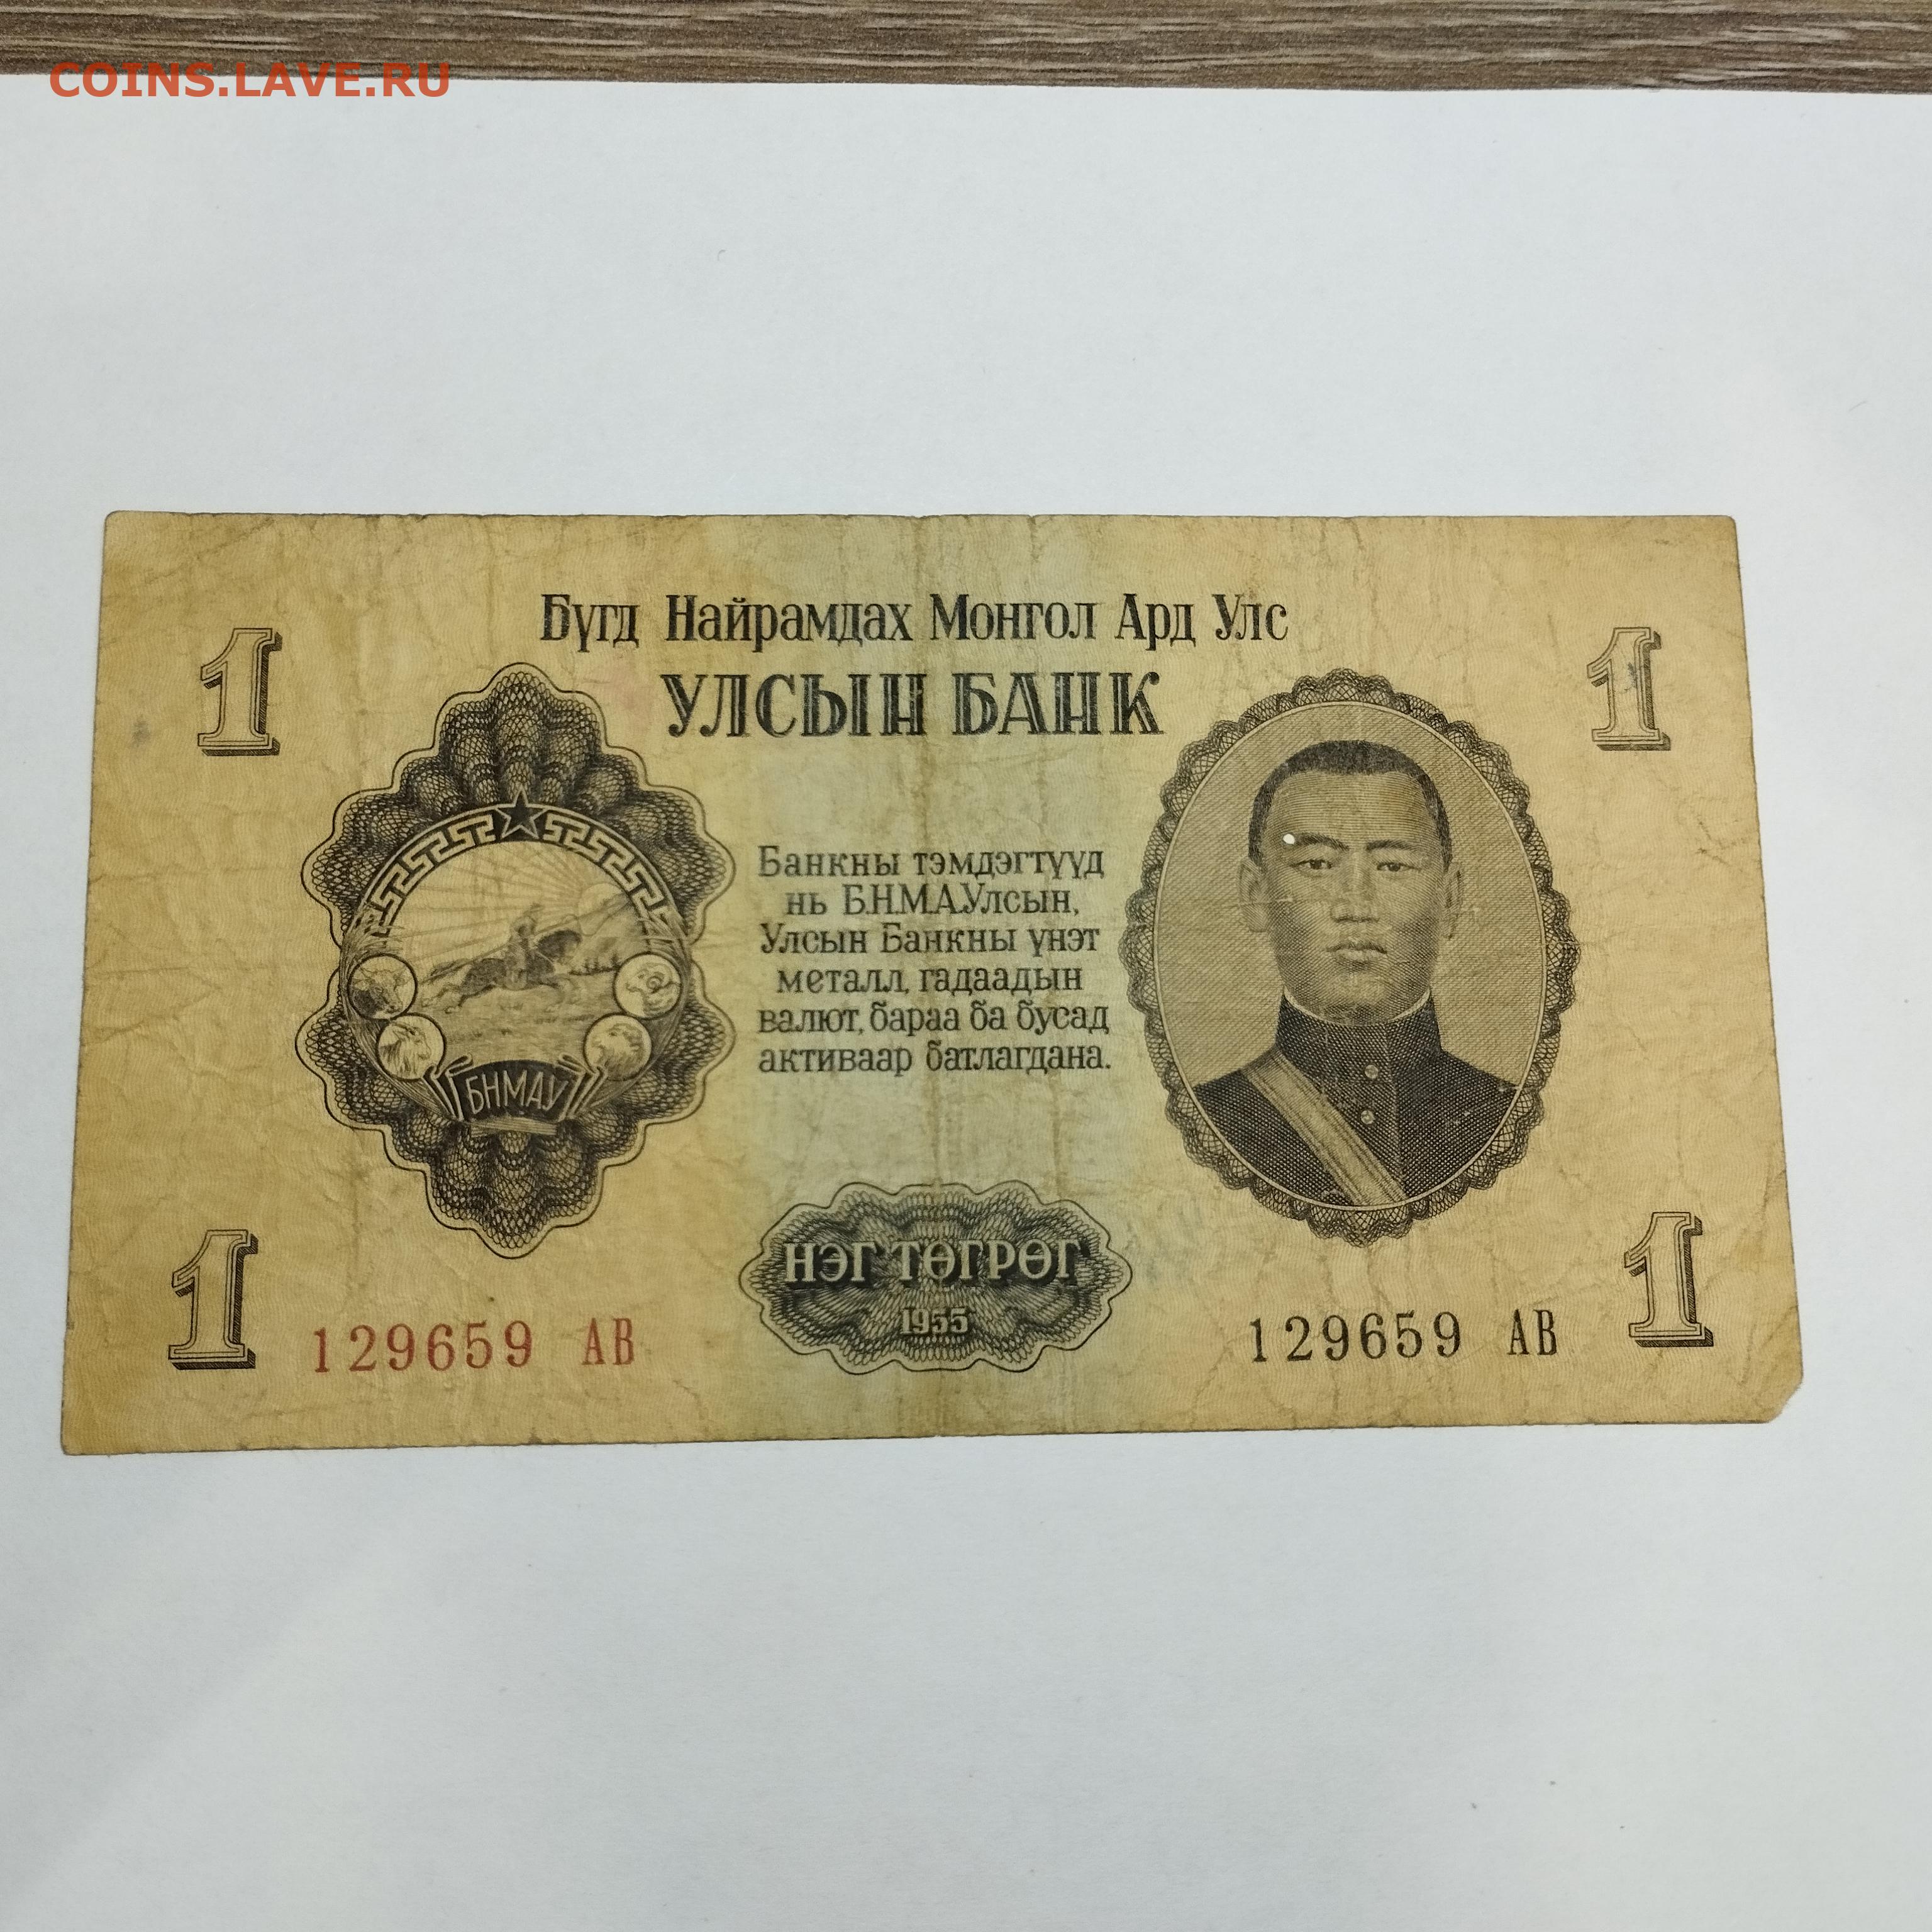 COINS.LAVE.RU
Бүгд Найрамдах Монгол Ард Улс
УЛСЫН БАНК
1
1
Банкны тэмдэгтүүд
нь Б.Н.М.А.Улсын,
Улсын Банкны үнэт
металл, гадаадын
валют, бараа ба бусад
активаар батлагдана.
БНМАУ
НЭГ ТӨГРӨГ
1955
1
129659 АВ
129659 АВ
1